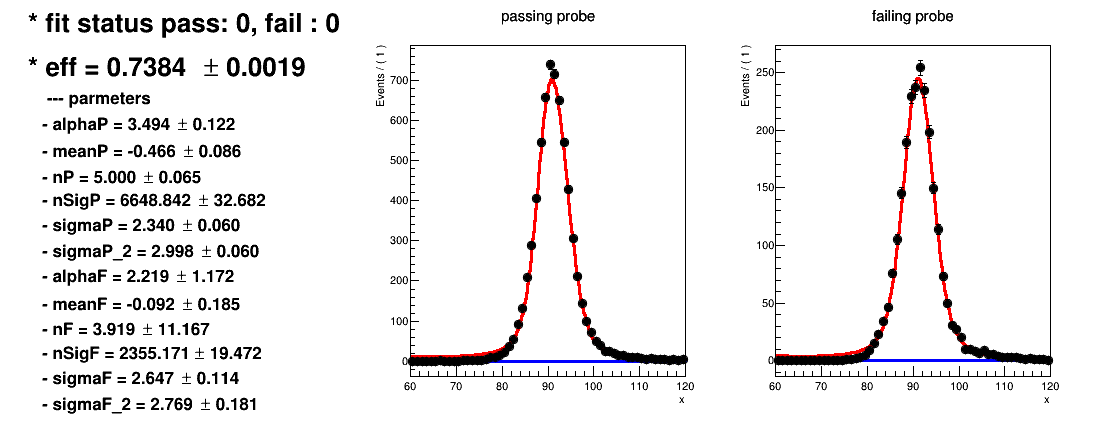 * fit status pass: 0, fail : 0
* eff = 0.7384 ± 0.0019
--- parmeters
- alphaP = 3.494 ± 0.122
- meanP = -0.466 ± 0.086
- nP = 5.000 ± 0.065
- nSigP = 6648.842 ± 32.682
- sigmaP = 2.340 ± 0.060
- sigmaP_2 = 2.998 ± 0.060
- alphaF = 2.219 ± 1.172
- meanF = -0.092 ± 0.185
- nF = 3.919 ± 11.167
- nSigF = 2355.171 ± 19.472
- sigmaF = 2.647 ± 0.114
- sigmaF_2 = 2.769 ± 0.181
passing probe
Events / ( 1 )
700
600
500
400
300
200
100
0
60 70 80 90 100 110 120
x
failing probe
Events / ( 1 )
250
200
150
100
50
0
60 70 80 90 100 110 120
x